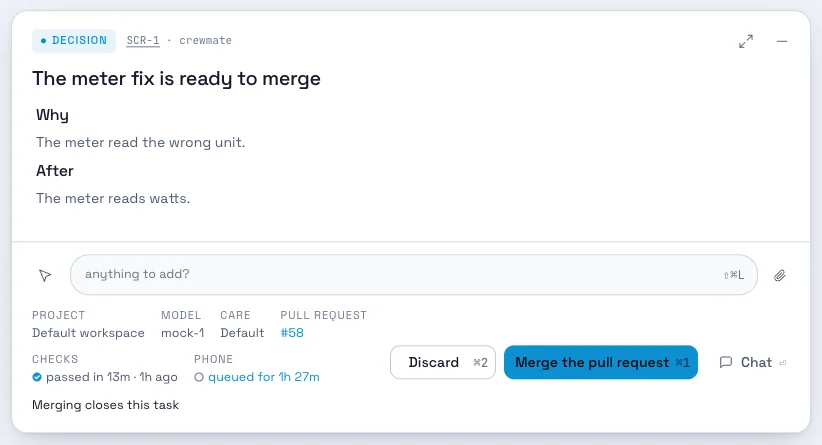 DECISION SCR-1 · crewmate
The meter fix is ready to merge
Why
The meter read the wrong unit.
After
The meter reads watts.
anything to add? ⇧⌘L
PROJECT MODEL CARE PULL REQUEST
Default workspace mock-1 Default #58
CHECKS PHONE
passed in 13m · 1h ago queued for 1h 27m
Discard ⌘2 Merge the pull request ⌘1 Chat ⏎
Merging closes this task